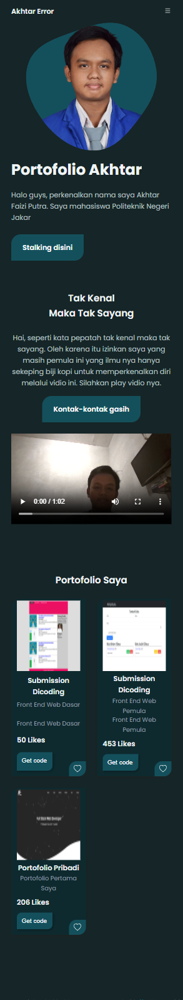 Akhtar Error
Portofolio Akhtar
Halo guys, perkenalkan nama saya Akhtar
Faizi Putra. Saya mahasiswa Politeknik Negeri
Jakar
Stalking disini
Tak Kenal
Maka Tak Sayang
Hai, seperti kata pepatah tak kenal maka tak
sayang. Oleh karena itu izinkan saya yang
masih pemula ini yang ilmu nya hanya
sekeping biji kopi untuk memperkenalkan diri
melalui vidio ini. Silahkan play vidio nya.
Kontak-kontak gasih
0:00 / 1:02
Portofolio Saya
Submission
Dicoding
Front End Web Dasar
Front End Web Dasar
50 Likes
Get code
Submission
Dicoding
Front End Web
Pemula
Front End Web
Pemula
453 Likes
Get code
Full Stack Web Developer
Portofolio Pribadi
Portofolio Pertama
Saya
206 Likes
Get code